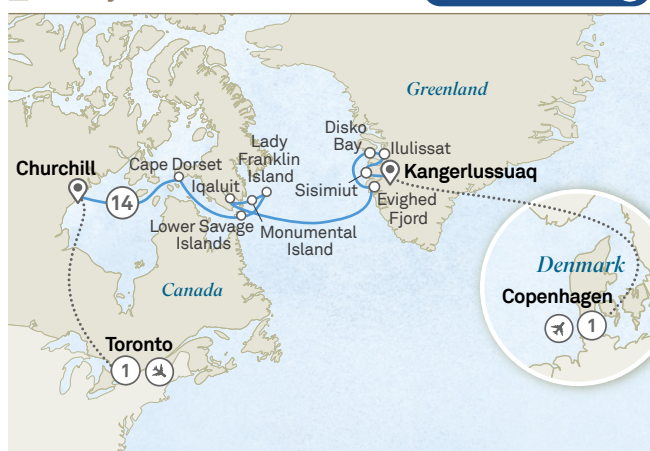 Greenland
Disko
Bay
Ilulissat
Lady
Franklin
Island
Churchill
Cape Dorset
Kangerlussuaq
Iqaluit
Sisimiut
14
Evighed
Fjord
Lower Savage
Islands
Monumental
Island
Denmark
Canada
Copenhagen
1
Toronto
1